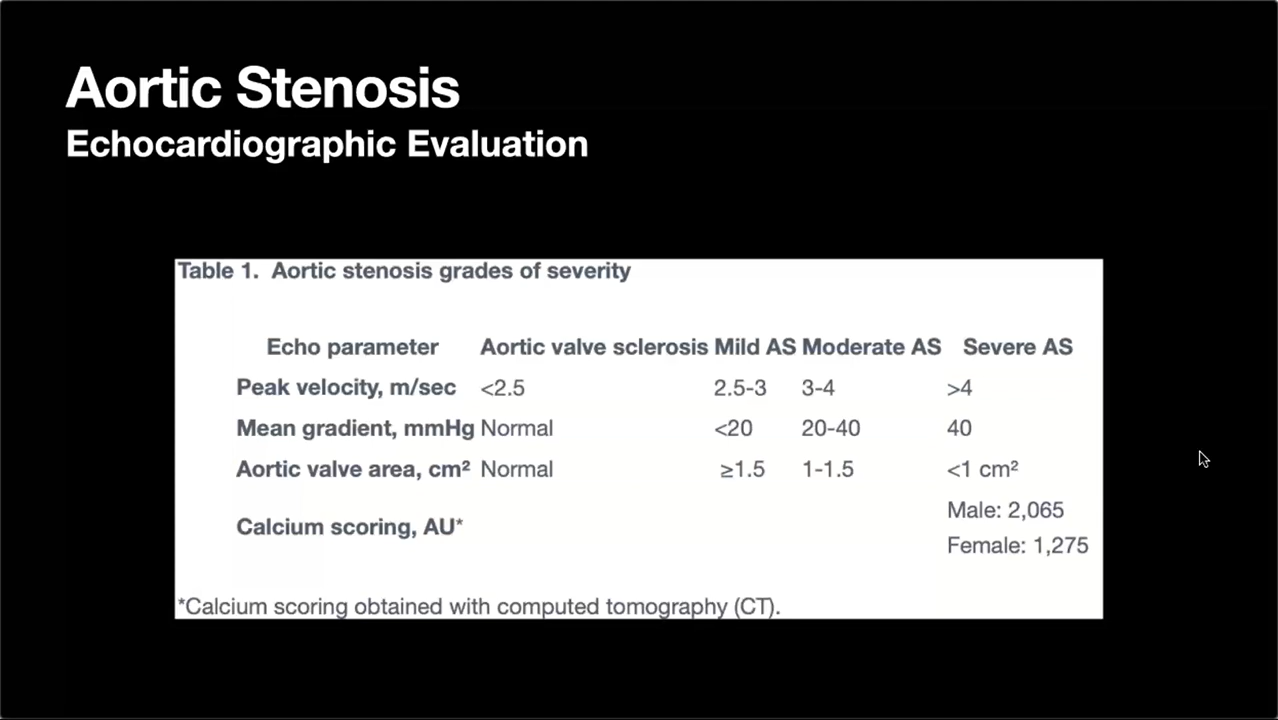 Aortic Stenosis
Echocardiographic Evaluation
Table 1. Aortic stenosis grades of severity
Echo parameter Aortic valve sclerosis Mild AS Moderate AS Severe AS
Peak velocity, m/sec <2.5 2.5-3 3-4 >4
Mean gradient, mmHg Normal <20 20-40 40
Aortic valve area, cm² Normal ≥1.5 1-1.5 <1 cm²
Calcium scoring, AU* Male: 2,065
Female: 1,275
*Calcium scoring obtained with computed tomography (CT).